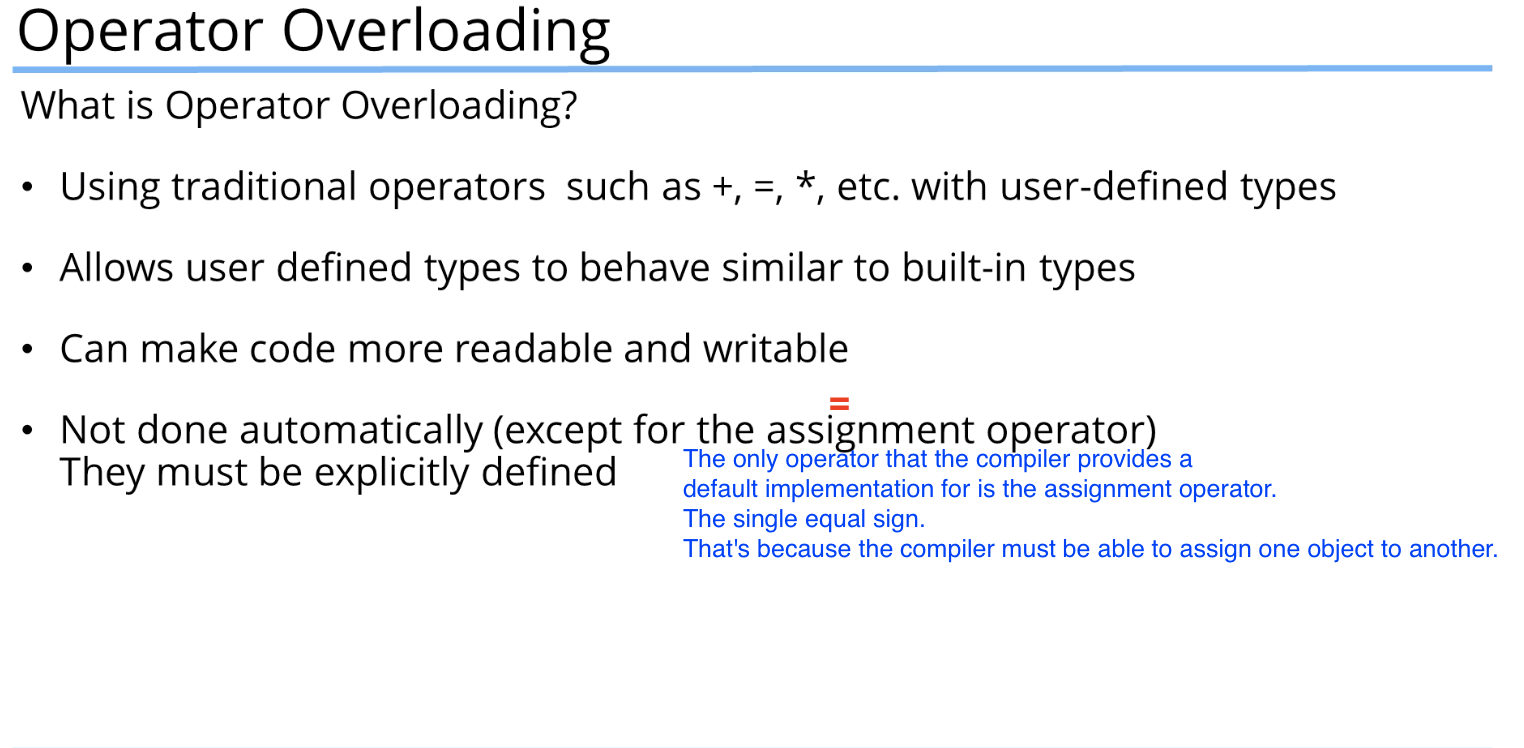 Operator Overloading
What is Operator Overloading?
• Using traditional operators  such as +, =, *, etc. with user-defined types
• Allows user defined types to behave similar to built-in types
• Can make code more readable and writable
=
• Not done automatically (except for the assignment operator)
They must be explicitly defined
The only operator that the compiler provides a
default implementation for is the assignment operator.
The single equal sign.
That's because the compiler must be able to assign one object to another.